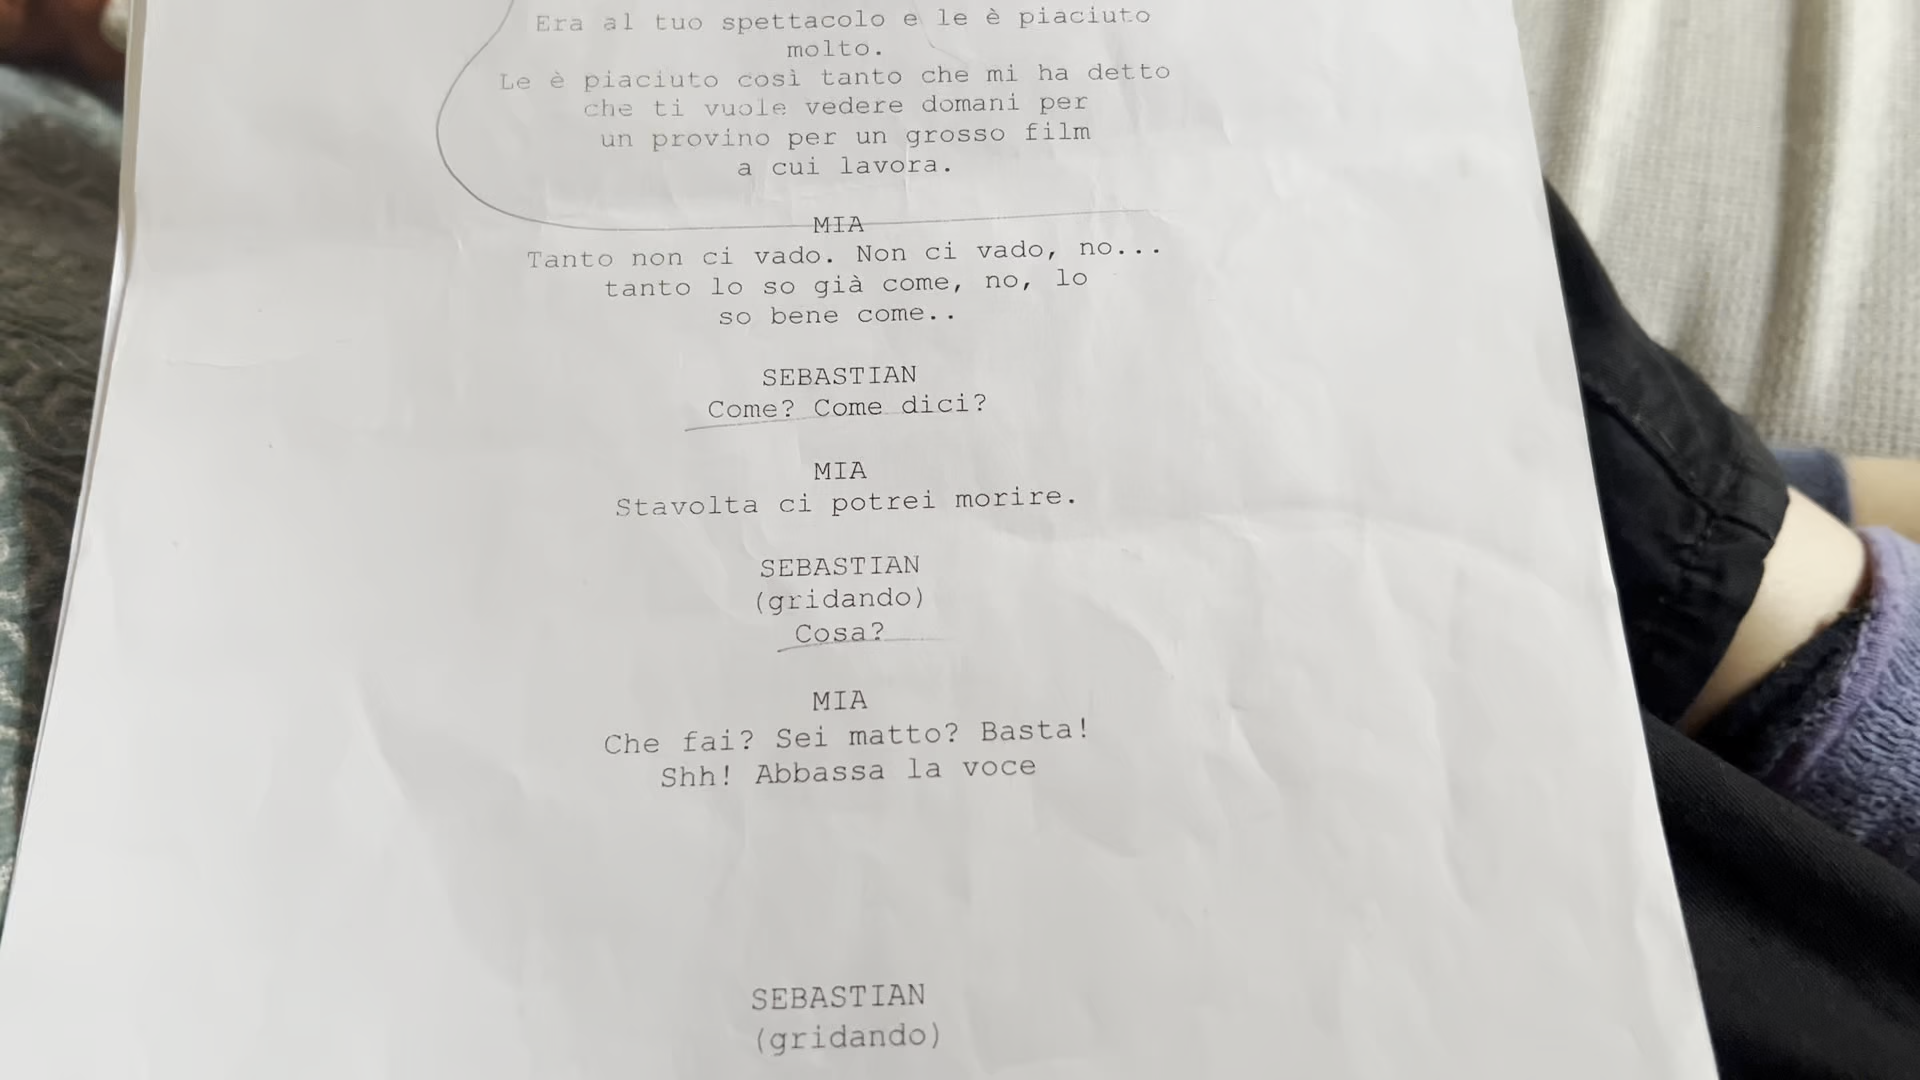 Era al tuo spettacolo e le è piaciuto
molto.
Le è piaciuto così tanto che mi ha detto
che ti vuole vedere domani per
un provino per un grosso film
a cui lavora.
MIA
Tanto non ci vado. Non ci vado, no...
tanto lo so già come, no, lo
so bene come..
SEBASTIAN
Come? Come dici?
MIA
Stavolta ci potrei morire.
SEBASTIAN
(gridando)
Cosa?
MIA
Che fai? Sei matto? Basta!
Shh! Abbassa la voce
SEBASTIAN
(gridando)